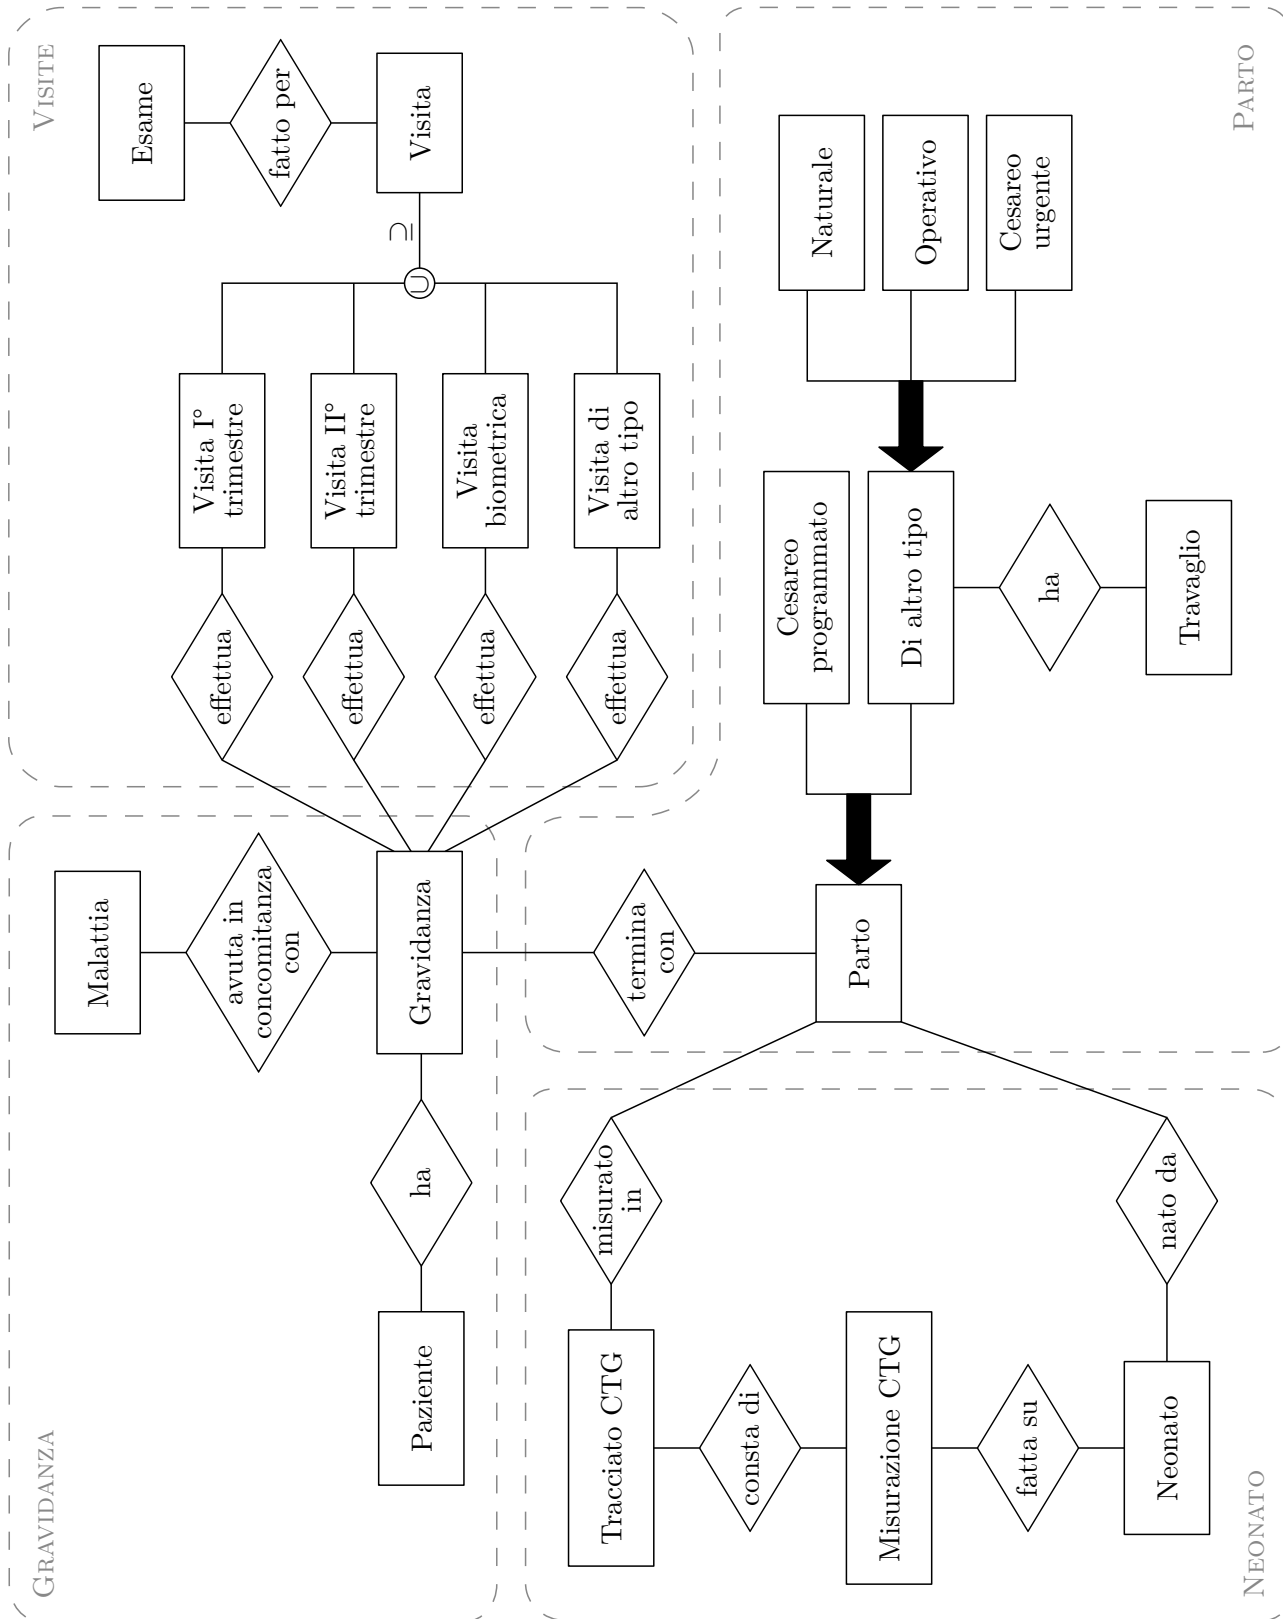 GRAVIDANZA
Malattia
avuta in
concomitanza
con
Paziente
ha
Gravidanza
VISITE
Esame
fatto per
Visita
⊇
∪
effettua
Visita I°
trimestre
effettua
Visita II°
trimestre
effettua
Visita
biometrica
effettua
Visita di
altro tipo
NEONATO
Tracciato CTG
misurato
in
consta di
Misurazione CTG
fatta su
Neonato
nato da
PARTO
termina
con
Parto
Cesareo
programmato
Di altro tipo
Naturale
Operativo
Cesareo
urgente
ha
Travaglio